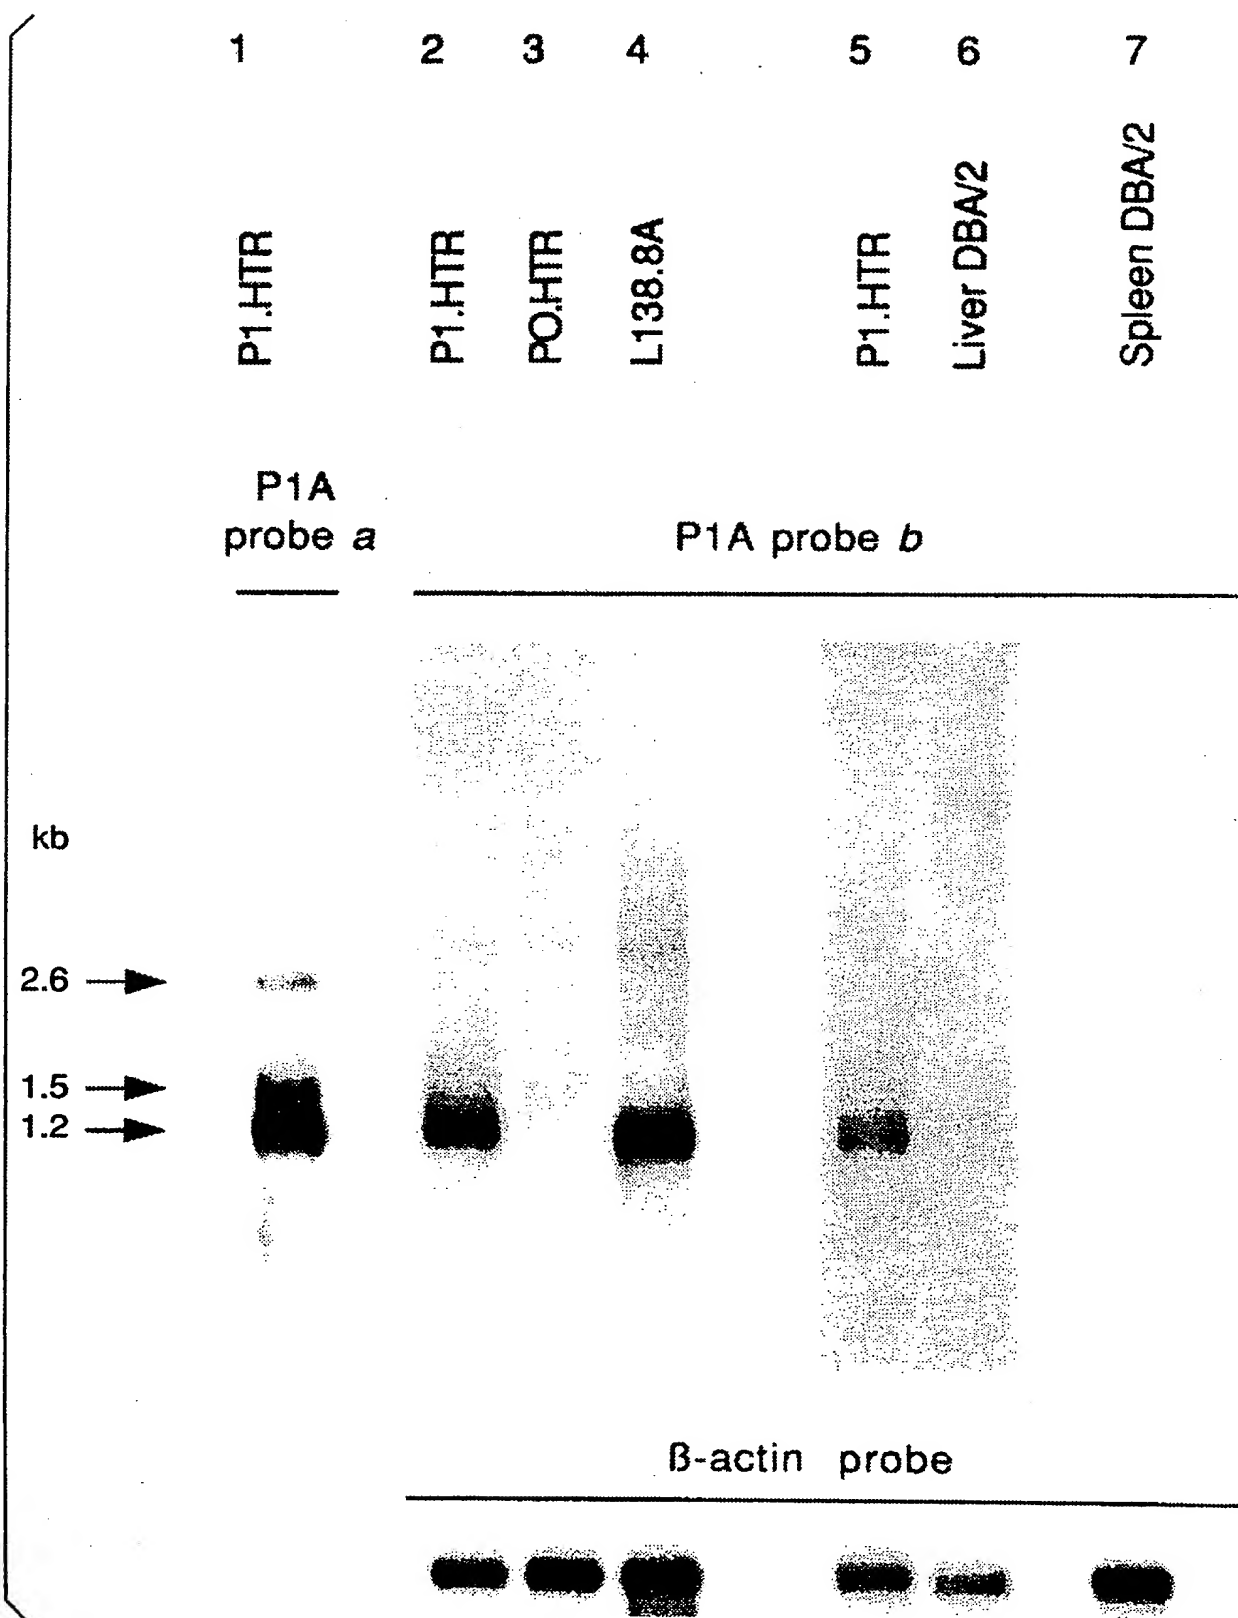 1 2 3 4 5 6 7
P1.HTR
P1.HTR
PO.HTR
L138.8A
P1.HTR
Liver DBA/2
Spleen DBA/2
P1A
probe a
P1A probe b
kb
2.6
1.5
1.2
ß-actin probe